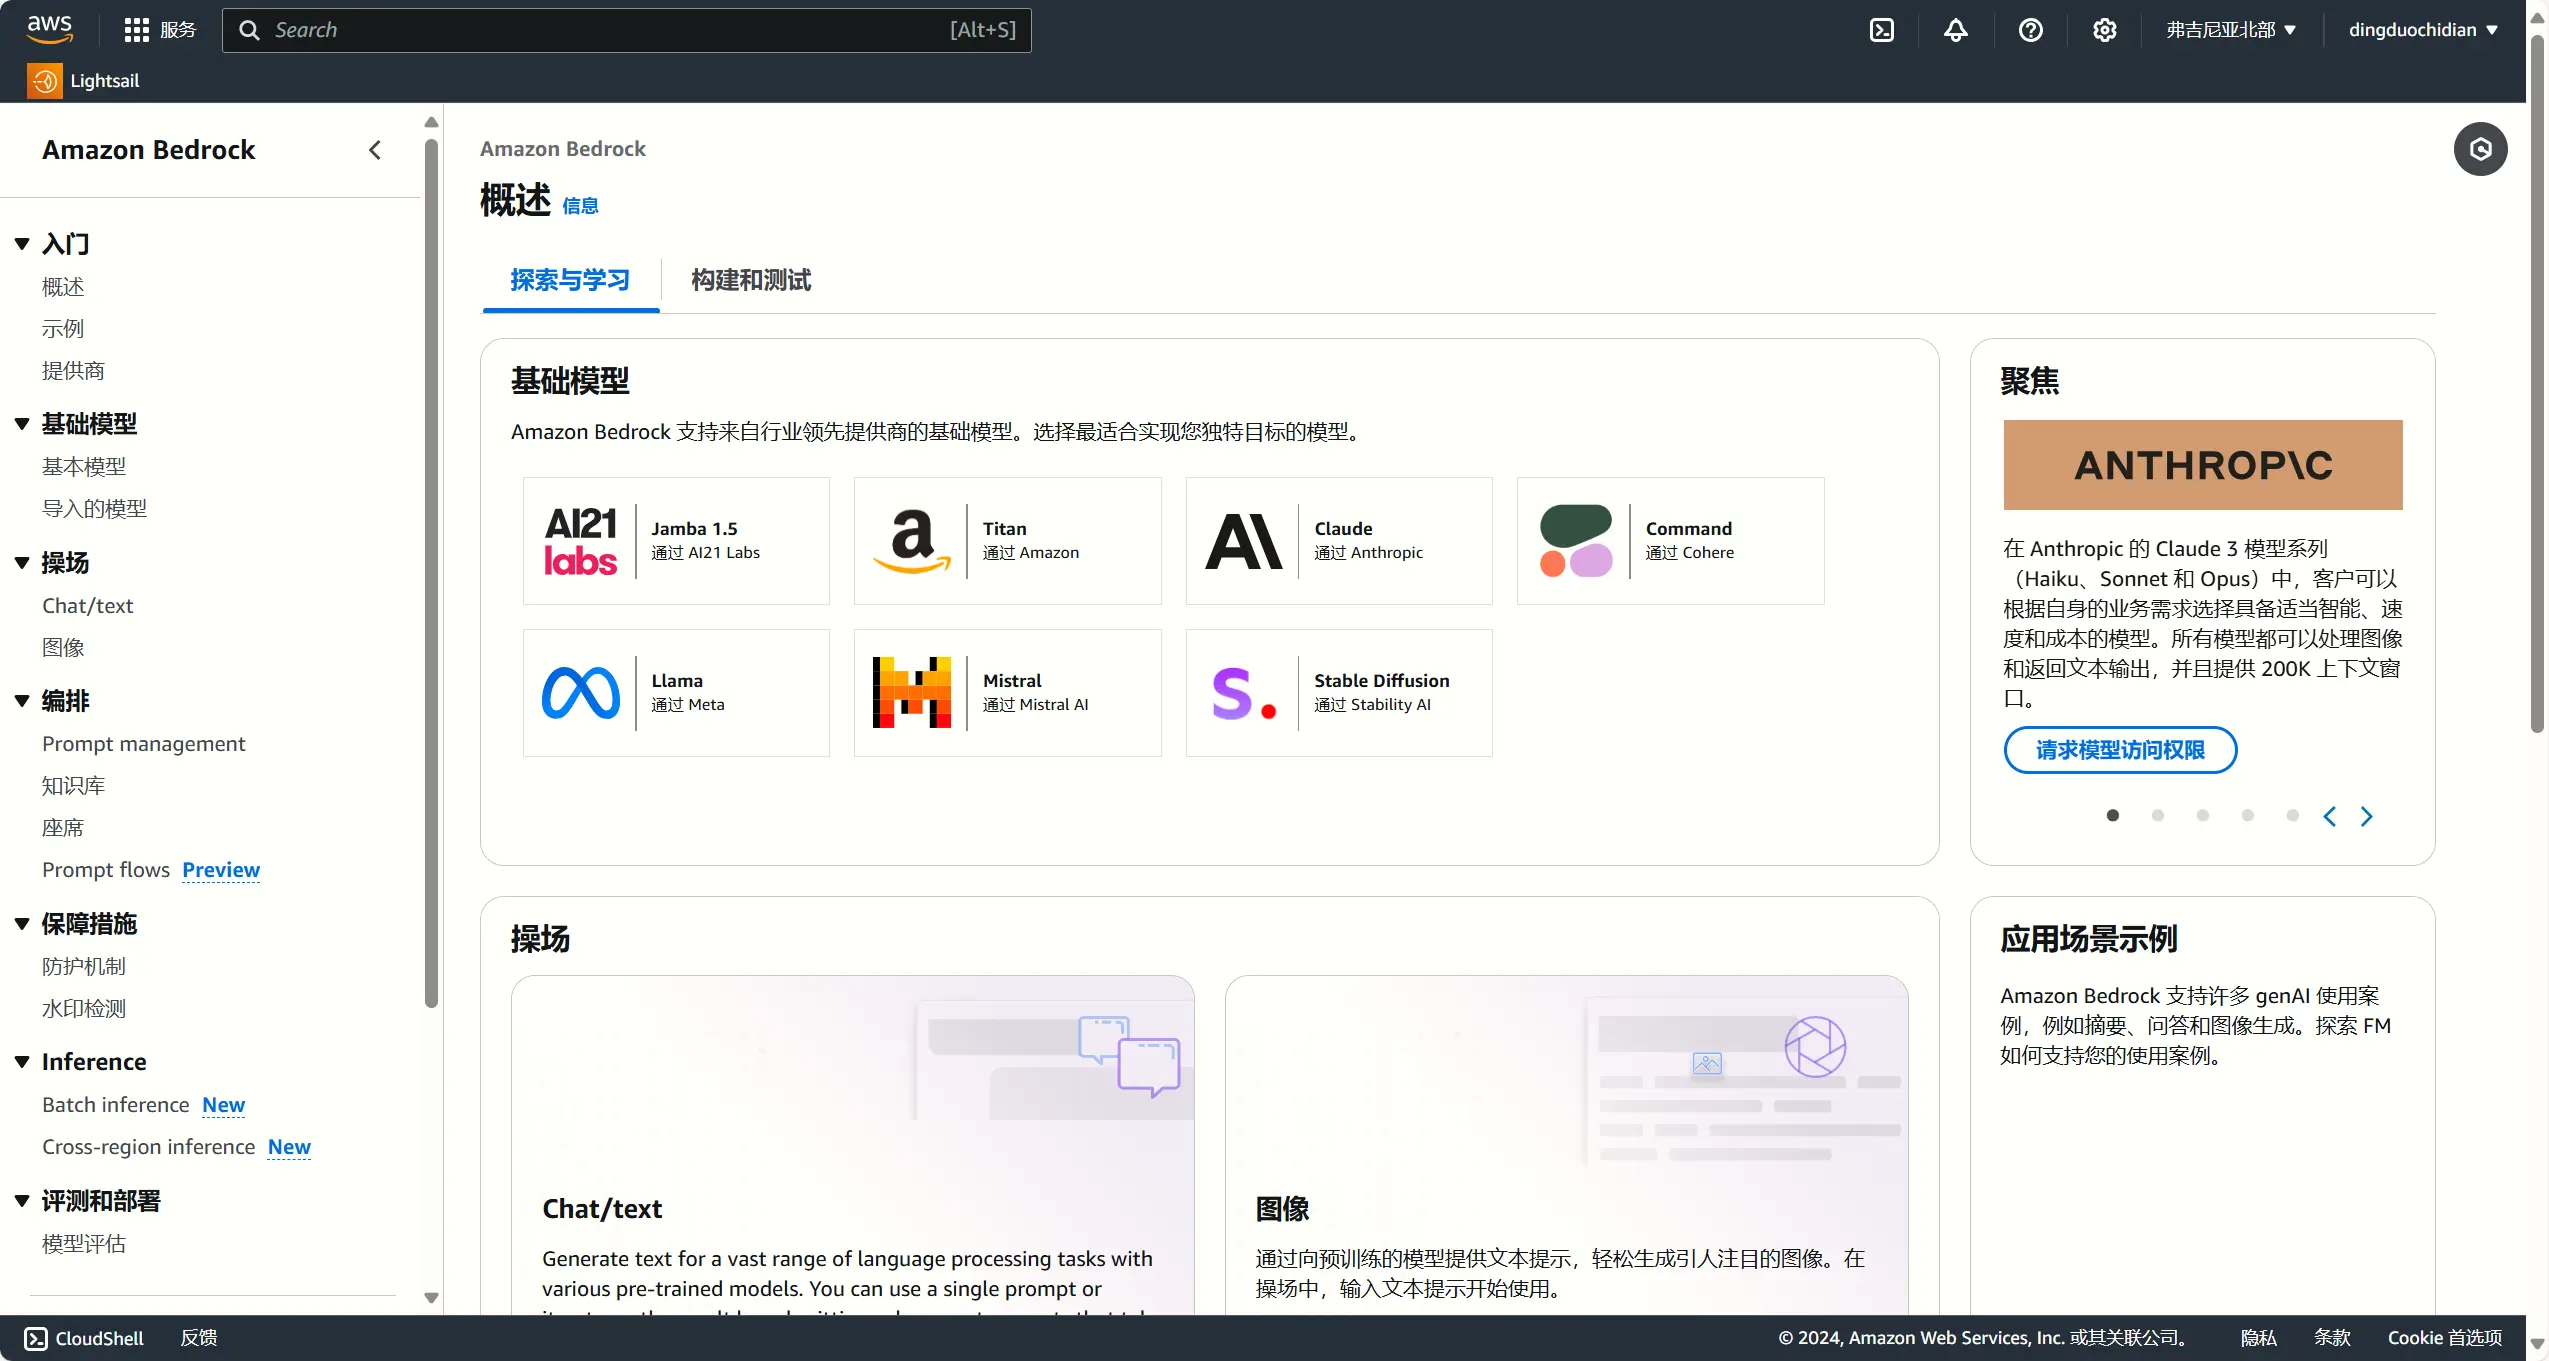 aws
服务
Search
[Alt+S]
弗吉尼亚北部
dingduochidian
Lightsail
Amazon Bedrock
入门
概述
示例
提供商
基础模型
基本模型
导入的模型
操场
Chat/text
图像
编排
Prompt management
知识库
座席
Prompt flows Preview
保障措施
防护机制
水印检测
Inference
Batch inference New
Cross-region inference New
评测和部署
模型评估
Amazon Bedrock
概述 信息
探索与学习
构建和测试
基础模型
Amazon Bedrock 支持来自行业领先提供商的基础模型。选择最适合实现您独特目标的模型。
AI21
labs
Jamba 1.5
通过 AI21 Labs
a
Titan
通过 Amazon
A\
Claude
通过 Anthropic
Command
通过 Cohere
Llama
通过 Meta
Mistral
通过 Mistral AI
S.
Stable Diffusion
通过 Stability AI
聚焦
ANTHROP\C
在 Anthropic 的 Claude 3 模型系列
（Haiku、Sonnet 和 Opus）中，客户可以
根据自身的业务需求选择具备适当智能、速
度和成本的模型。所有模型都可以处理图像
和返回文本输出，并且提供 200K 上下文窗
口。
请求模型访问权限
操场
Chat/text
Generate text for a vast range of language processing tasks with
various pre-trained models. You can use a single prompt or
图像
通过向预训练的模型提供文本提示，轻松生成引人注目的图像。在
操场中，输入文本提示开始使用。
应用场景示例
Amazon Bedrock 支持许多 genAI 使用案
例，例如摘要、问答和图像生成。探索 FM
如何支持您的使用案例。
CloudShell
反馈
© 2024, Amazon Web Services, Inc. 或其关联公司。
隐私
条款
Cookie 首选项